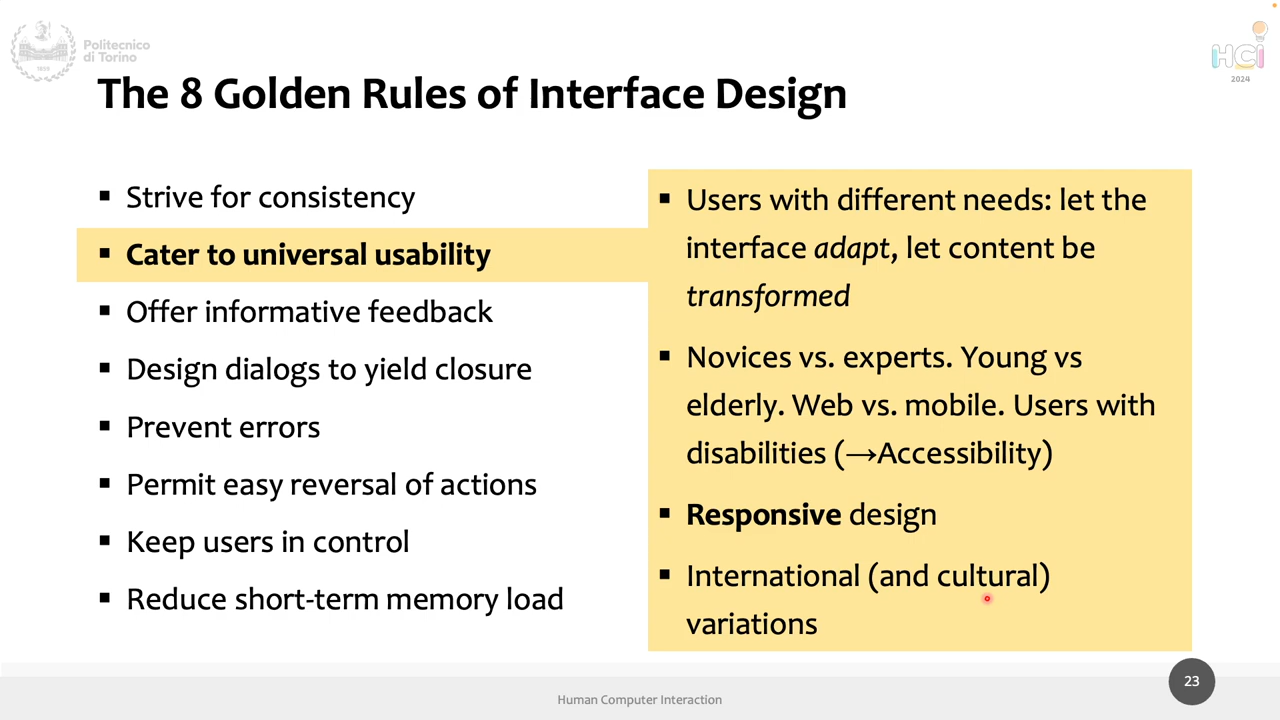 Politecnico
di Torino
1859
HCI
2024
The 8 Golden Rules of Interface Design
▪ Strive for consistency
▪ Cater to universal usability
▪ Offer informative feedback
▪ Design dialogs to yield closure
▪ Prevent errors
▪ Permit easy reversal of actions
▪ Keep users in control
▪ Reduce short-term memory load
▪ Users with different needs: let the
interface adapt, let content be
transformed
▪ Novices vs. experts. Young vs
elderly. Web vs. mobile. Users with
disabilities (→Accessibility)
▪ Responsive design
▪ International (and cultural)
variations
Human Computer Interaction
23